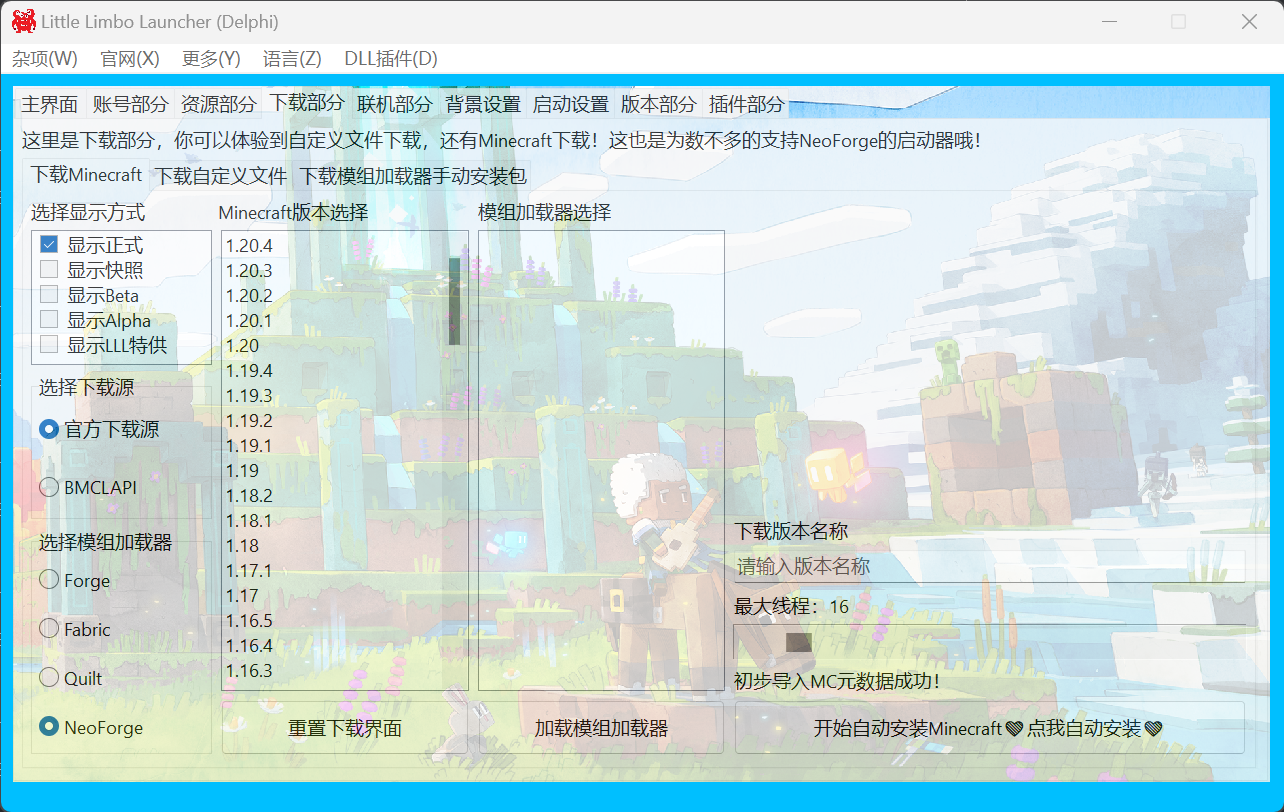 Little Limbo Launcher (Delphi)
杂项(W) 官网(X) 更多(Y) 语言(Z) DLL插件(D)
主界面 账号部分 资源部分 下载部分 联机部分 背景设置 启动设置 版本部分 插件部分
这里是下载部分，你可以体验到自定义文件下载，还有Minecraft下载！这也是为数不多的支持NeoForge的启动器哦！
下载Minecraft 下载自定义文件 下载模组加载器手动安装包
选择显示方式
显示正式
显示快照
显示Beta
显示Alpha
显示LLL特供
选择下载源
官方下载源
BMCLAPI
选择模组加载器
Forge
Fabric
Quilt
NeoForge
Minecraft版本选择
1.20.4
1.20.3
1.20.2
1.20.1
1.20
1.19.4
1.19.3
1.19.2
1.19.1
1.19
1.18.2
1.18.1
1.18
1.17.1
1.17
1.16.5
1.16.4
1.16.3
重置下载界面
模组加载器选择
加载模组加载器
下载版本名称
请输入版本名称
最大线程：16
初步导入MC元数据成功！
开始自动安装Minecraft💖点我自动安装💖